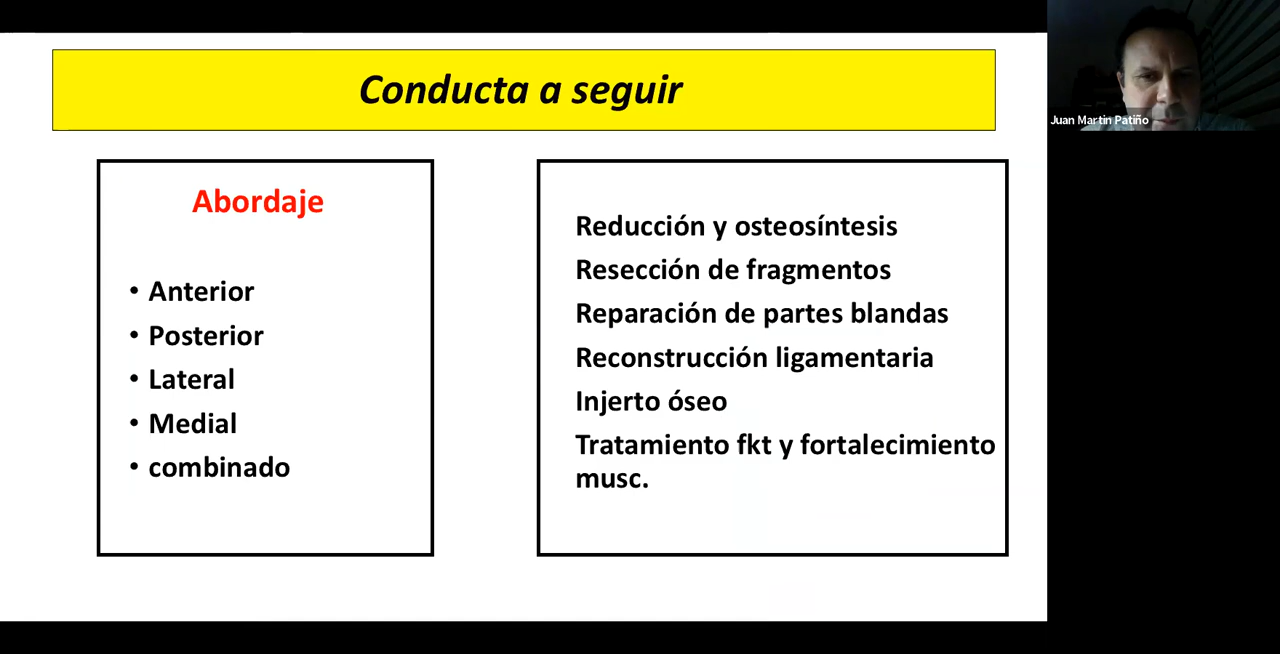 Conducta a seguir
Juan Martin Patiño
Abordaje
• Anterior
• Posterior
• Lateral
• Medial
• combinado
Reducción y osteosíntesis
Resección de fragmentos
Reparación de partes blandas
Reconstrucción ligamentaria
Injerto óseo
Tratamiento fkt y fortalecimiento
musc.